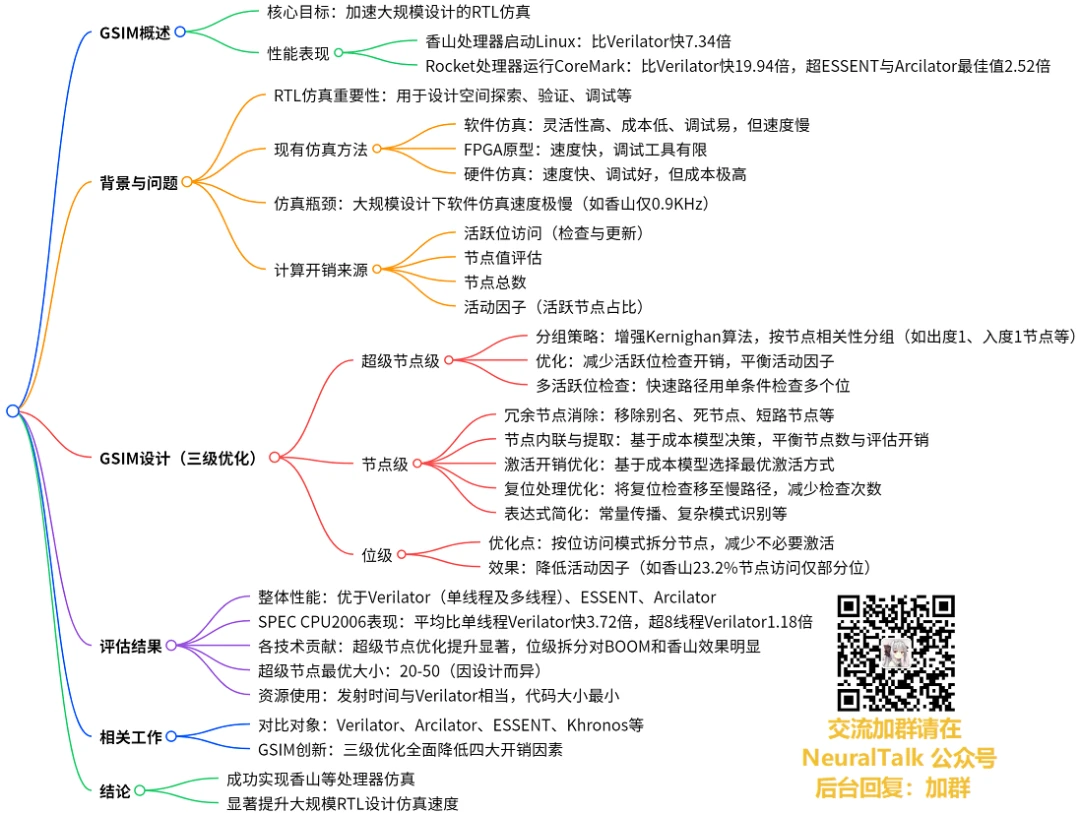 GSIM概述
核心目标：加速大规模设计的RTL仿真
性能表现
香山处理器启动Linux：比Verilator快7.34倍
Rocket处理器运行CoreMark：比Verilator快19.94倍，超ESSENT与Arcilator最佳值2.52倍
背景与问题
RTL仿真重要性：用于设计空间探索、验证、调试等
现有仿真方法
软件仿真：灵活性高、成本低、调试易，但速度慢
FPGA原型：速度快，调试工具有限
硬件仿真：速度快、调试好，但成本极高
仿真瓶颈：大规模设计下软件仿真速度极慢（如香山仅0.9KHz）
计算开销来源
活跃位访问（检查与更新）
节点值评估
节点总数
活动因子（活跃节点占比）
GSIM设计（三级优化）
超级节点级
分组策略：增强Kernighan算法，按节点相关性分组（如出度1、入度1节点等）
优化：减少活跃位检查开销，平衡活动因子
多活跃位检查：快速路径用单条件检查多个位
节点级
冗余节点消除：移除别名、死节点、短路节点等
节点内联与提取：基于成本模型决策，平衡节点数与评估开销
激活开销优化：基于成本模型选择最优激活方式
复位处理优化：将复位检查移至慢路径，减少检查次数
表达式简化：常量传播、复杂模式识别等
位级
优化点：按位访问模式拆分节点，减少不必要激活
效果：降低活动因子（如香山23.2%节点访问仅部分位）
评估结果
整体性能：优于Verilator（单线程及多线程）、ESSENT、Arcilator
SPEC CPU2006表现：平均比单线程Verilator快3.72倍，超8线程Verilator1.18倍
各技术贡献：超级节点优化提升显著，位级拆分对BOOM和香山效果明显
超级节点最优大小：20-50（因设计而异）
资源使用：发射时间与Verilator相当，代码大小最小
相关工作
对比对象：Verilator、Arcilator、ESSENT、Khronos等
GSIM创新：三级优化全面降低四大开销因素
结论
成功实现香山等处理器仿真
显著提升大规模RTL设计仿真速度
交流加群请在
NeuralTalk 公众号
后台回复：加群